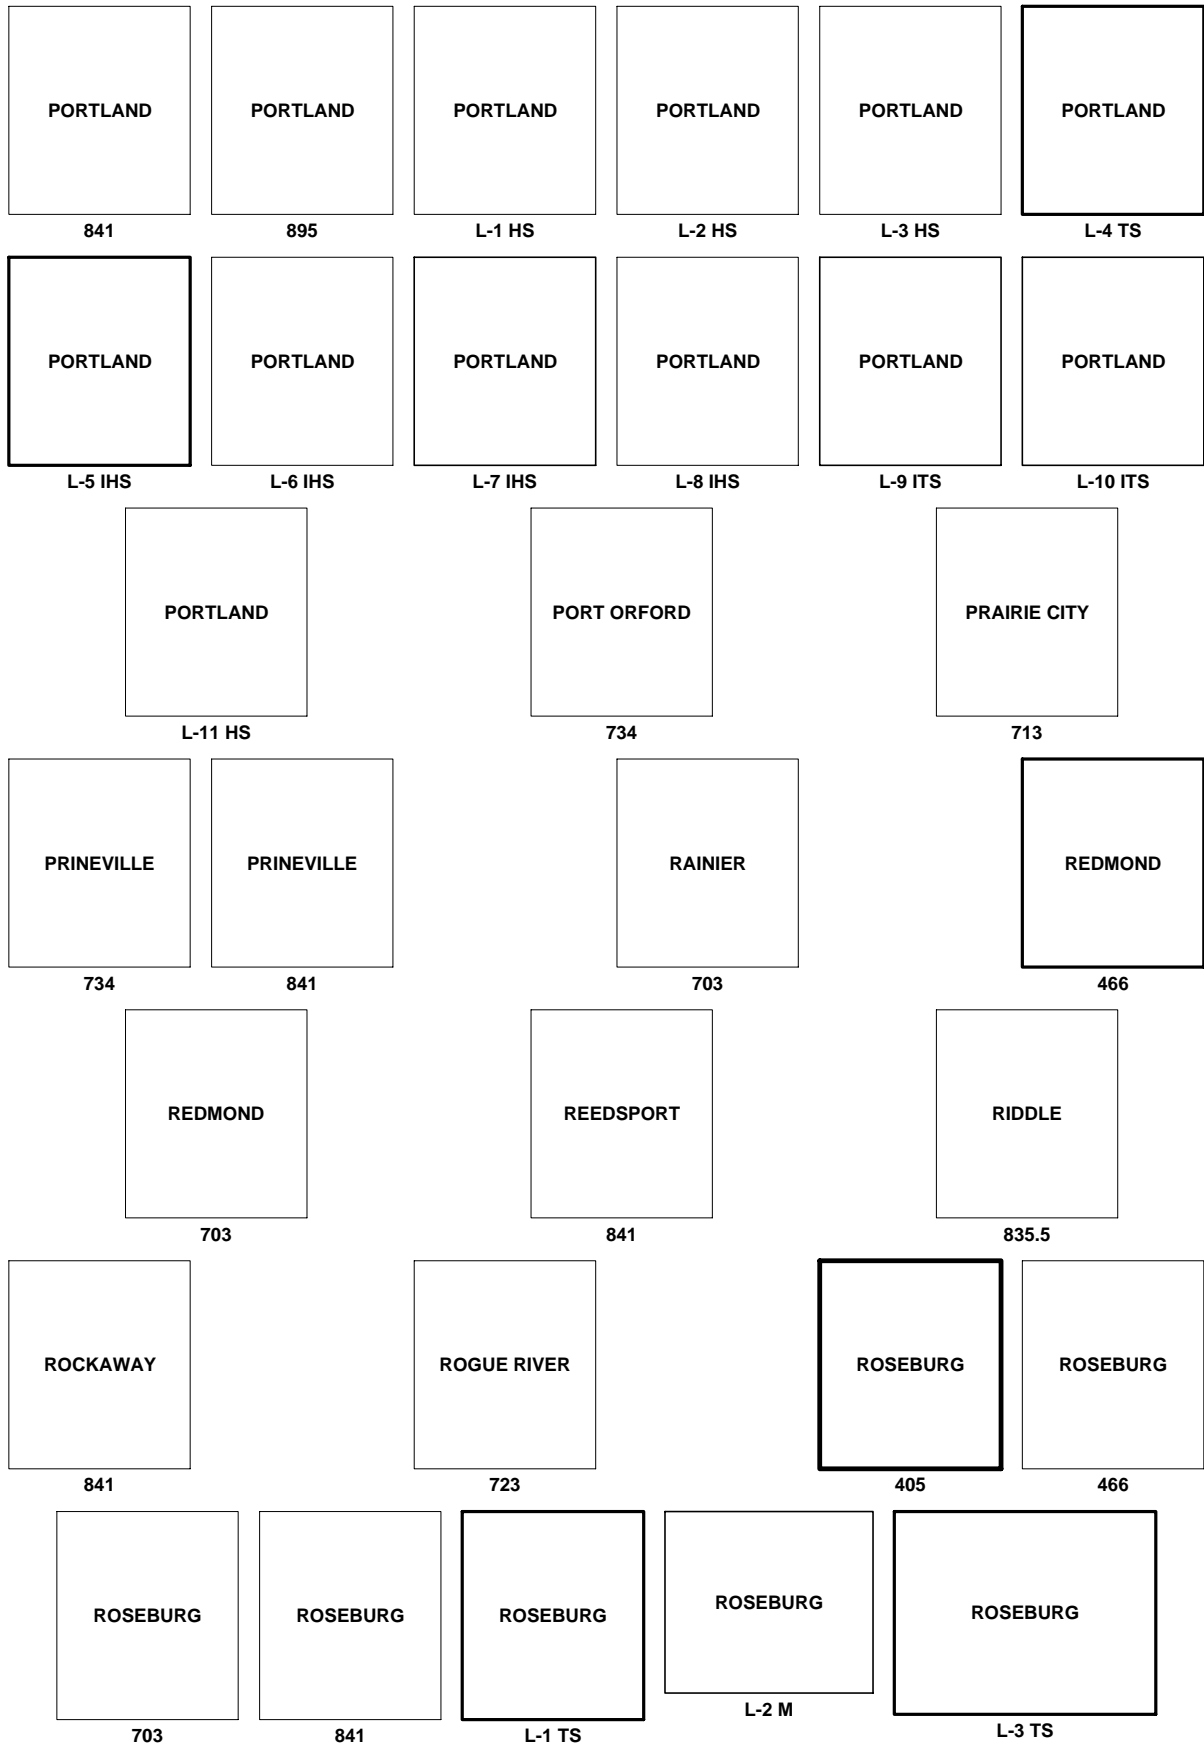 PORTLAND PORTLAND PORTLAND PORTLAND PORTLAND PORTLAND
841 895 L-1 HS L-2 HS L-3 HS L-4 TS
PORTLAND PORTLAND PORTLAND PORTLAND PORTLAND PORTLAND
L-5 IHS L-6 IHS L-7 IHS L-8 IHS L-9 ITS L-10 ITS
PORTLAND PORT ORFORD PRAIRIE CITY
L-11 HS 734 713
PRINEVILLE PRINEVILLE RAINIER REDMOND
734 841 703 466
REDMOND REEDSPORT RIDDLE
703 841 835.5
ROCKAWAY ROGUE RIVER ROSEBURG ROSEBURG
841 723 405 466
ROSEBURG ROSEBURG ROSEBURG ROSEBURG ROSEBURG
703 841 L-1 TS L-2 M L-3 TS